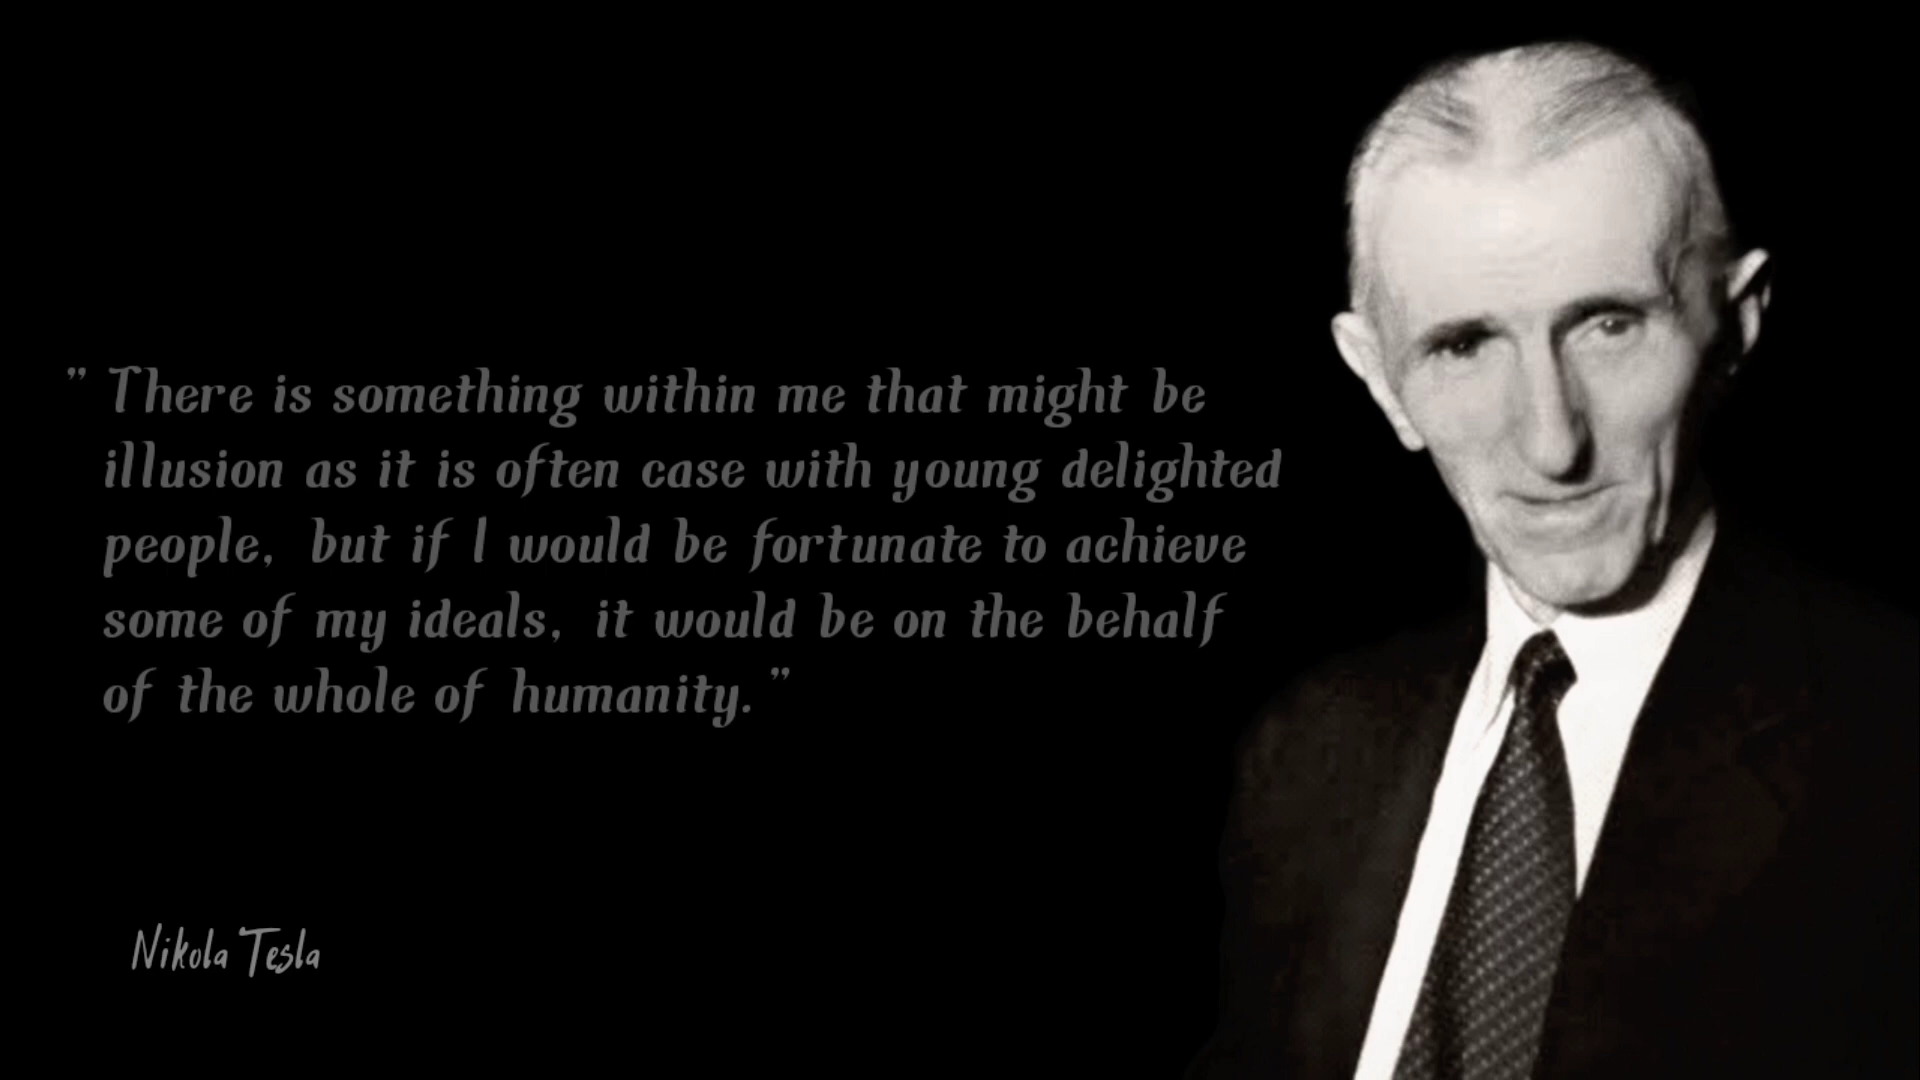 ” There is something within me that might be
illusion as it is often case with young delighted
people, but if I would be fortunate to achieve
some of my ideals, it would be on the behalf
of the whole of humanity. ”
Nikola Tesla